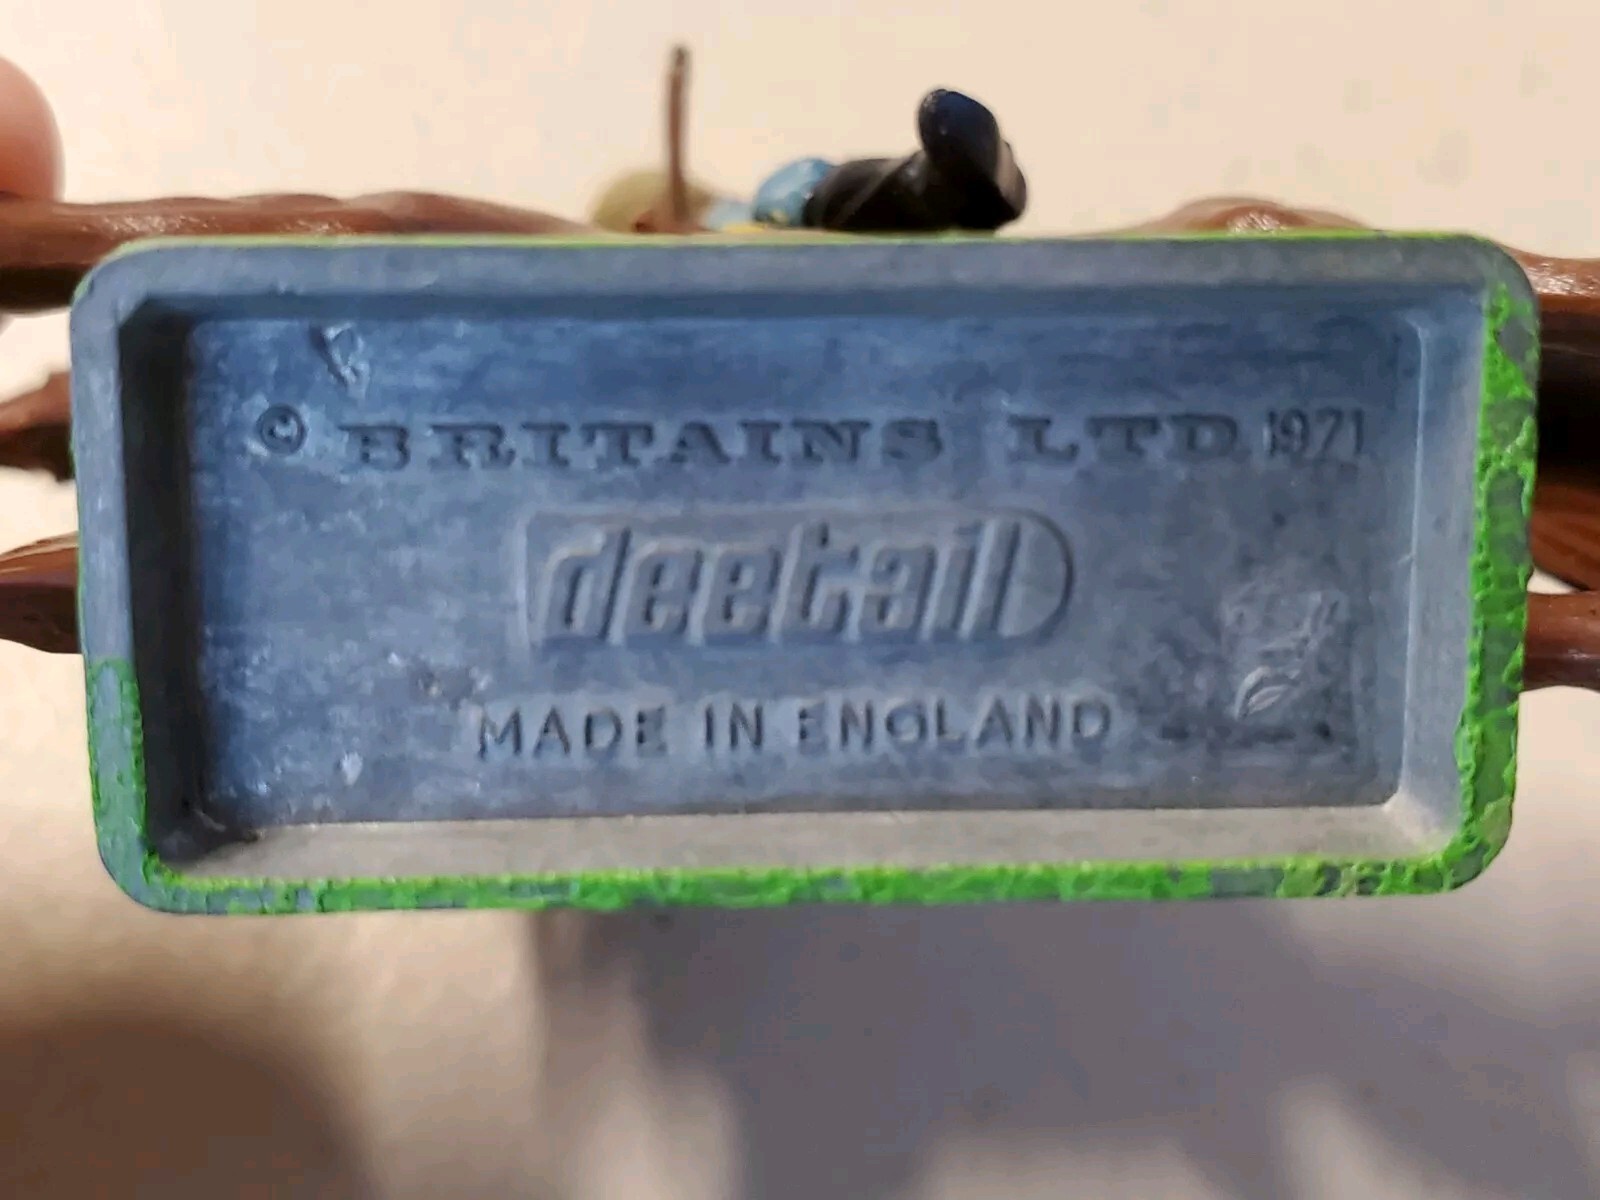 © BRITAINS LTD 1971
deetail
MADE IN ENGLAND